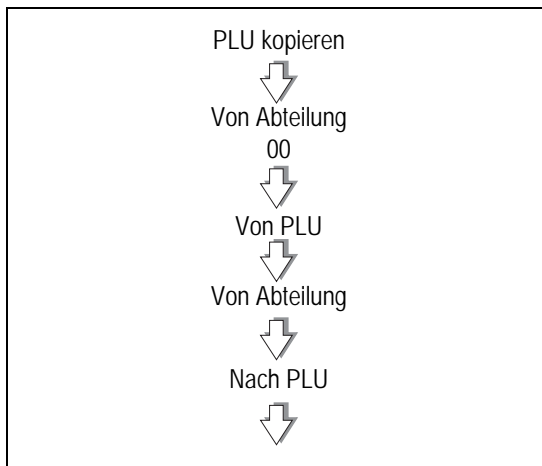 PLU kopieren
Von Abteilung
00
Von PLU
Von Abteilung
Nach PLU